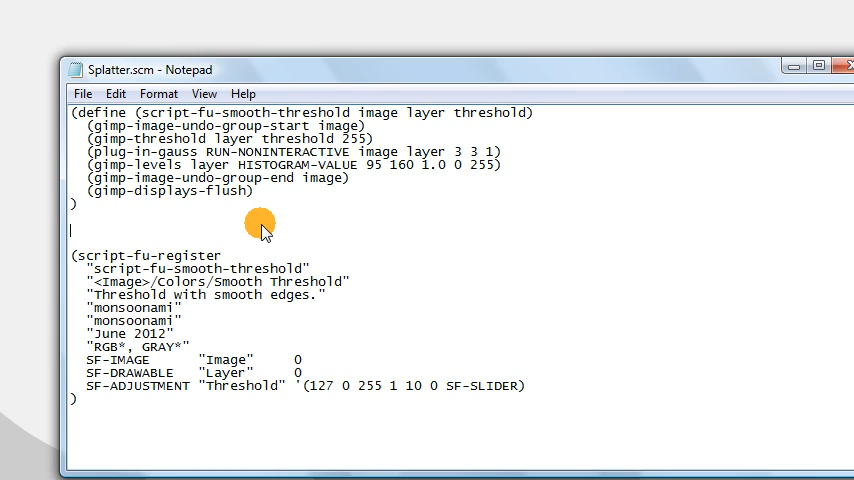 Splatter.scm - Notepad
File Edit Format View Help
(define (script-fu-smooth-threshold image layer threshold)
(gimp-image-undo-group-start image)
(gimp-threshold layer threshold 255)
(plug-in-gauss RUN-NONINTERACTIVE image layer 3 3 1)
(gimp-levels layer HISTOGRAM-VALUE 95 160 1.0 0 255)
(gimp-image-undo-group-end image)
(gimp-displays-flush)
)
(script-fu-register
"script-fu-smooth-threshold"
"<Image>/Colors/Smooth Threshold"
"Threshold with smooth edges."
"monsoonami"
"monsoonami"
"June 2012"
"RGB*, GRAY*"
SF-IMAGE "Image" 0
SF-DRAWABLE "Layer" 0
SF-ADJUSTMENT "Threshold" '(127 0 255 1 10 0 SF-SLIDER)
)